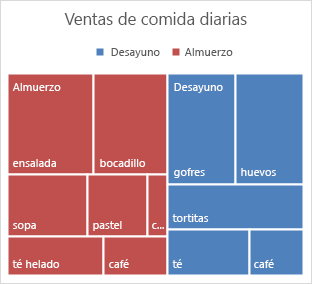 Ventas de comida diarias
Desayuno Almuerzo
Almuerzo
ensalada
bocadillo
sopa
pastel
c...
té helado
café
Desayuno
gofres
huevos
tortitas
té
café